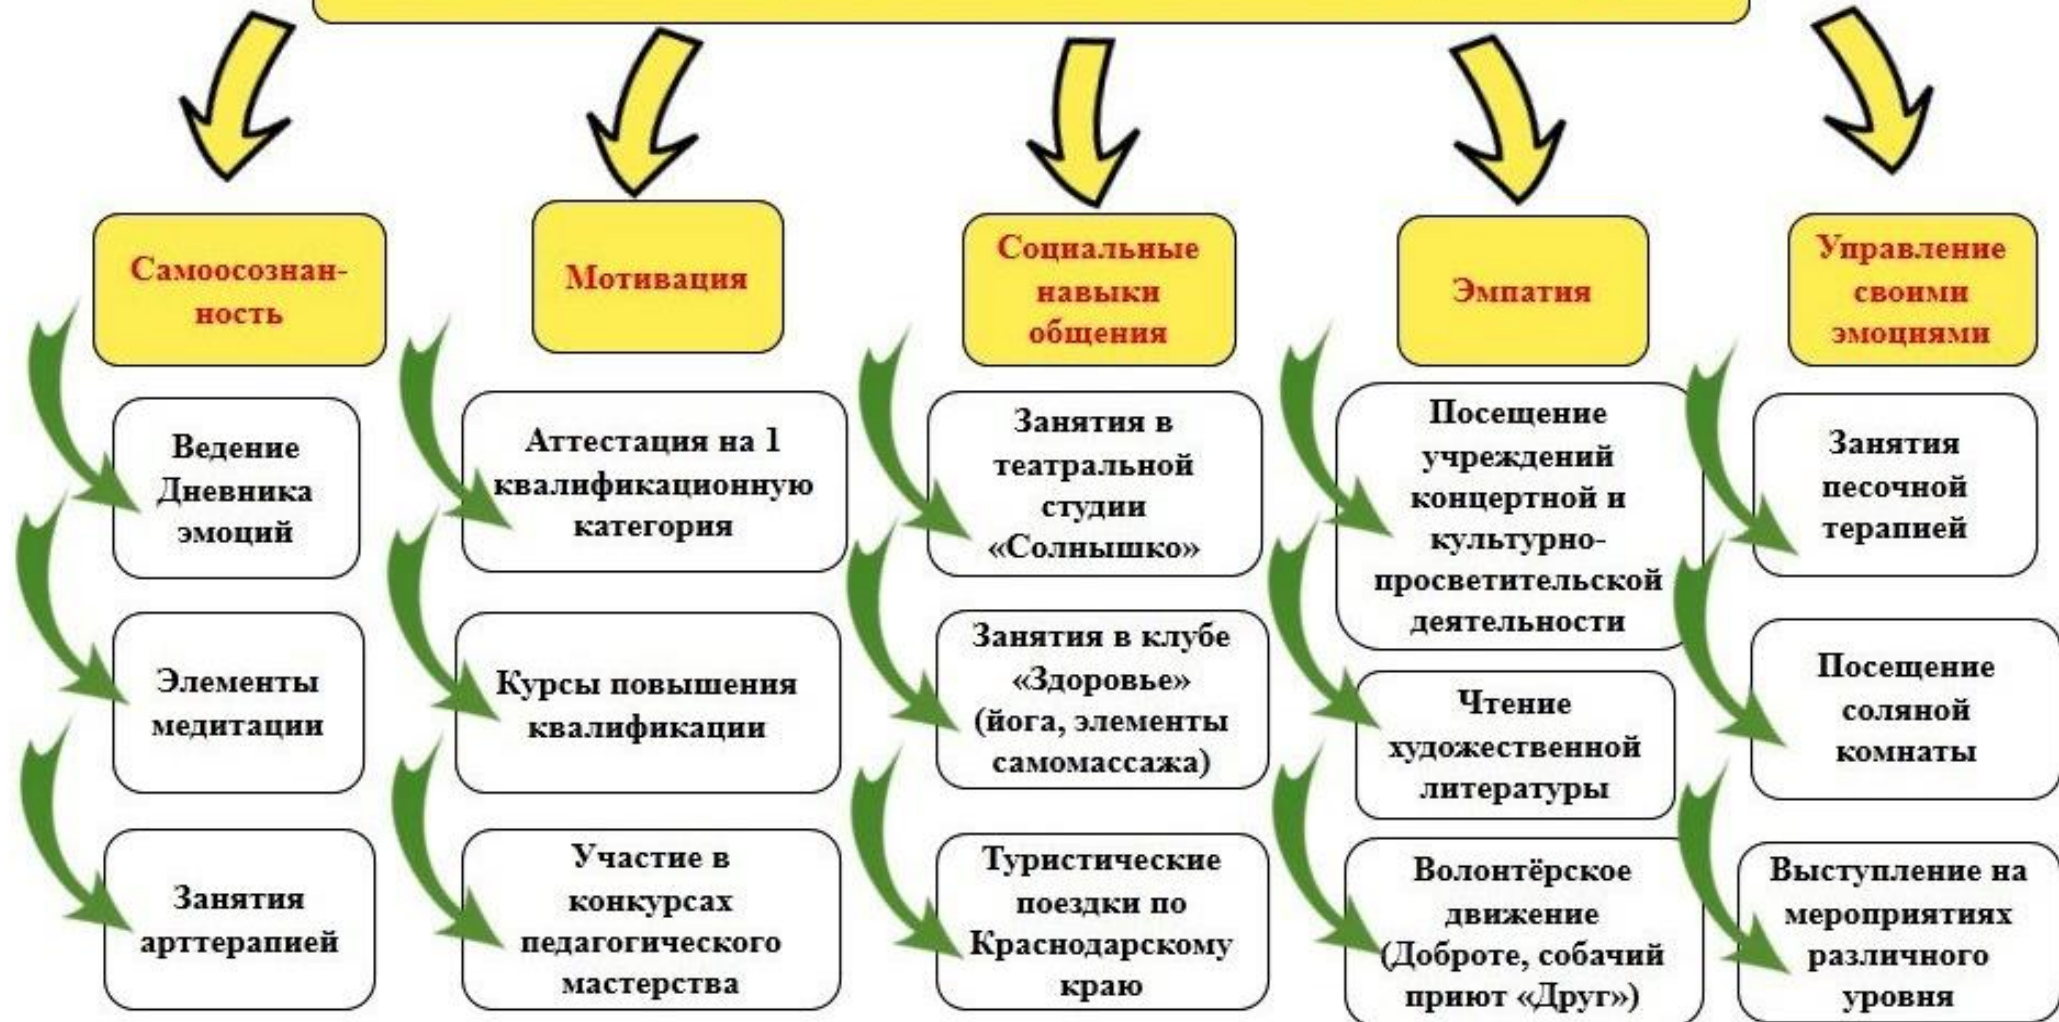 Самоосознан-
ность
Ведение
Дневника
эмоций
Элементы
медитации
Занятия
арттерапией
Мотивация
Аттестация на 1
квалификационную
категория
Курсы повышения
квалификации
Участие в
конкурсах
педагогического
мастерства
Социальные
навыки
общения
Занятия в
театральной
студии
«Солнышко»
Занятия в клубе
«Здоровье»
(йога, элементы
самомассажа)
Туристические
поездки по
Краснодарскому
краю
Эмпатия
Посещение
учреждений
концертной и
культурно-
просветительской
деятельности
Чтение
художественной
литературы
Волонтёрское
движение
(Доброте, собачий
приют «Друг»)
Управление
своими
эмоциями
Занятия
песочной
терапией
Посещение
соляной
комнаты
Выступление на
мероприятиях
различного
уровня